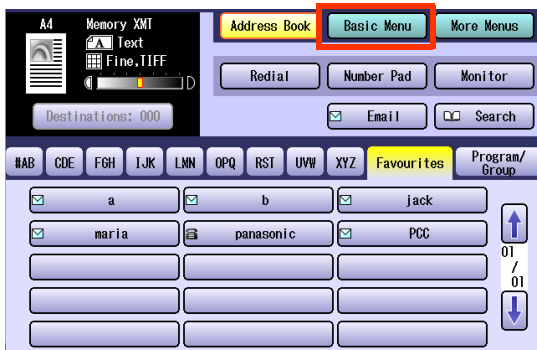 A4 Memory XMT Address Book Basic Menu More Menus
A Text
Fine,TIFF
Redial Number Pad Monitor
D
Destinations: 000 Email Search
#AB CDE FGH IJK LMN OPQ RST UVW XYZ Favourites Program/
Group
a b jack
maria panasonic PCC
01
/
01